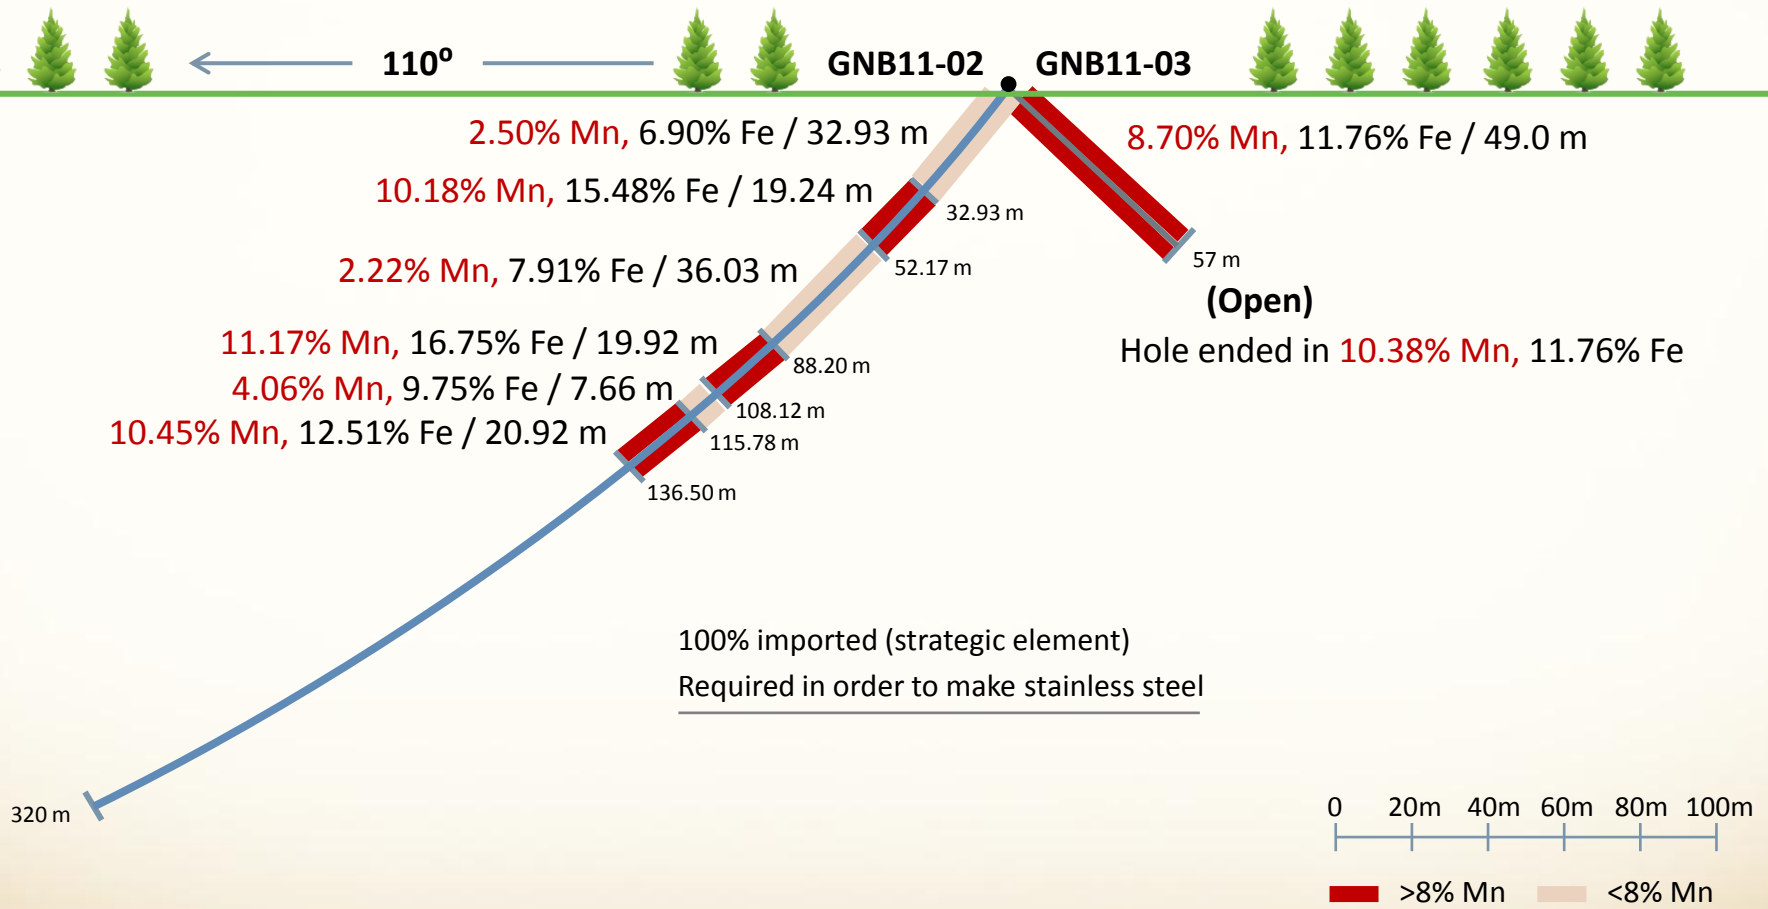 110⁰
GNB11-02
GNB11-03
2.50% Mn, 6.90% Fe / 32.93 m
8.70% Mn, 11.76% Fe / 49.0 m
10.18% Mn, 15.48% Fe / 19.24 m
32.93 m
2.22% Mn, 7.91% Fe / 36.03 m
52.17 m
57 m
(Open)
Hole ended in 10.38% Mn, 11.76% Fe
11.17% Mn, 16.75% Fe / 19.92 m
88.20 m
4.06% Mn, 9.75% Fe / 7.66 m
108.12 m
10.45% Mn, 12.51% Fe / 20.92 m
115.78 m
136.50 m
100% imported (strategic element)
Required in order to make stainless steel
320 m
0 20m 40m 60m 80m 100m
>8% Mn <8% Mn